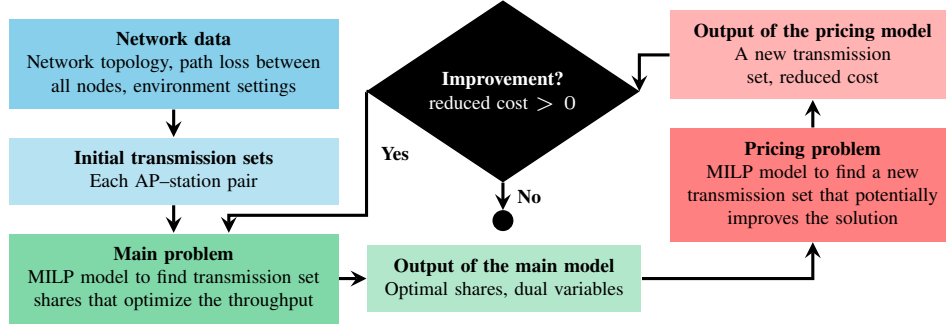 Network data
Network topology, path loss between
all nodes, environment settings
Initial transmission sets
Each AP–station pair
Main problem
MILP model to find transmission set
shares that optimize the throughput
Output of the main model
Optimal shares, dual variables
Pricing problem
MILP model to find a new
transmission set that potentially
improves the solution
Output of the pricing model
A new transmission
set, reduced cost
Improvement?
reduced cost > 0
Yes
No